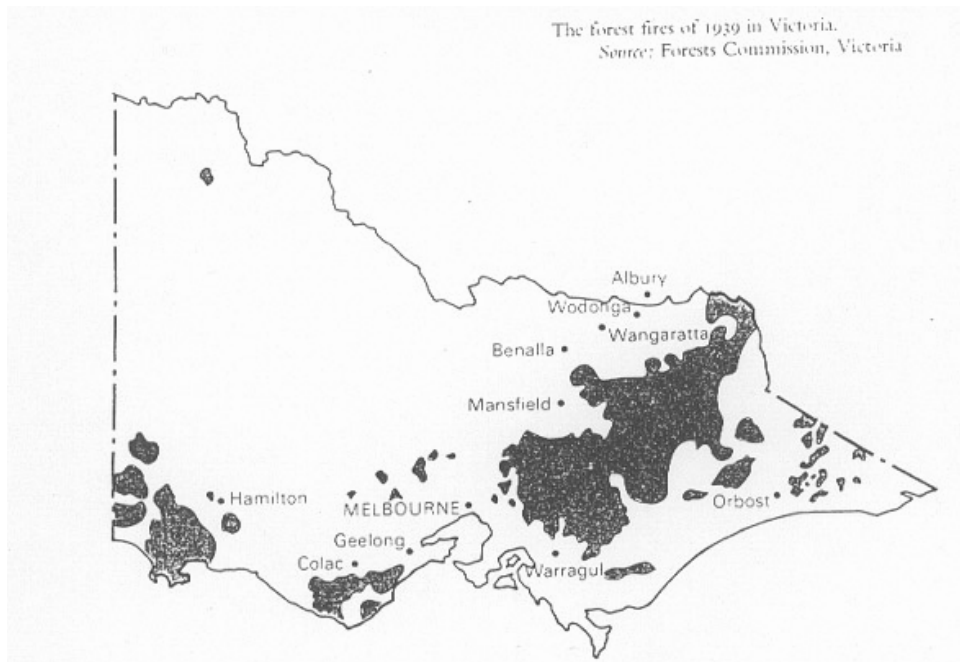 The forest fires of 1939 in Victoria.
Source: Forests Commission, Victoria
Albury
Wodonga
Wangaratta
Benalla
Mansfield
Hamilton
MELBOURNE
Orbost
Geelong
Colac
Warragul